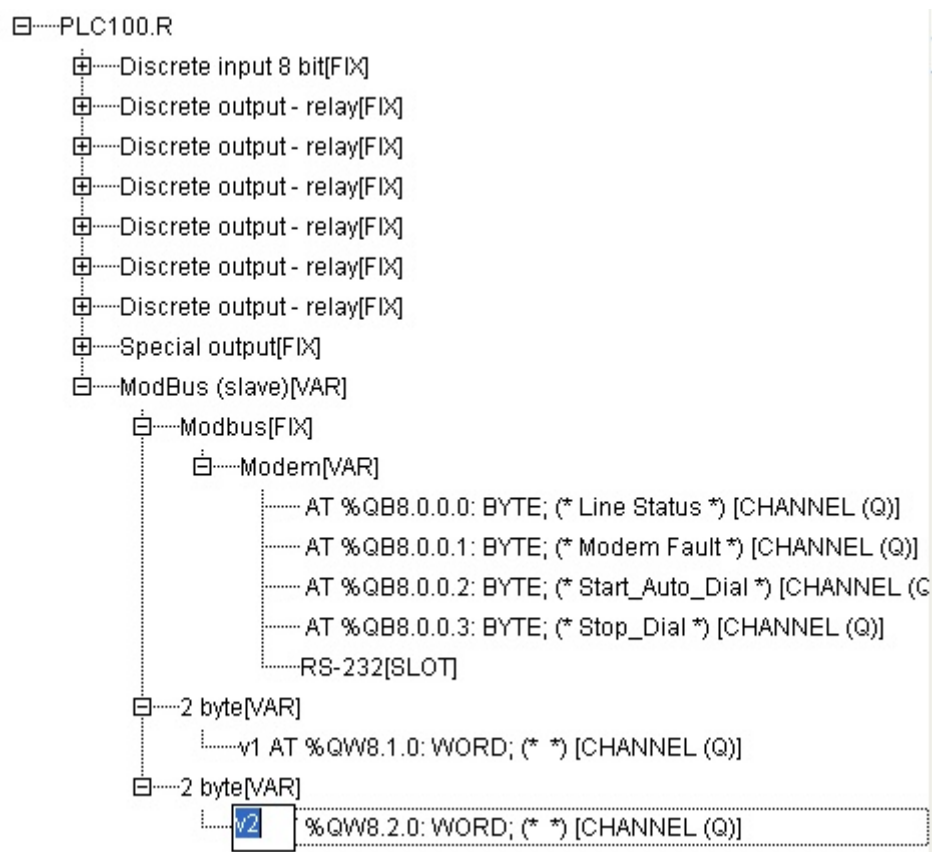 PLC100.R
Discrete input 8 bit[FIX]
Discrete output - relay[FIX]
Discrete output - relay[FIX]
Discrete output - relay[FIX]
Discrete output - relay[FIX]
Discrete output - relay[FIX]
Discrete output - relay[FIX]
Special output[FIX]
ModBus (slave)[VAR]
Modbus[FIX]
Modem[VAR]
AT %QB8.0.0.0: BYTE; (* Line Status *) [CHANNEL (Q)]
AT %QB8.0.0.1: BYTE; (* Modem Fault *) [CHANNEL (Q)]
AT %QB8.0.0.2: BYTE; (* Start_Auto_Dial *) [CHANNEL (Q
AT %QB8.0.0.3: BYTE; (* Stop_Dial *) [CHANNEL (Q)]
RS-232[SLOT]
2 byte[VAR]
v1 AT %QW8.1.0: WORD; (* *) [CHANNEL (Q)]
2 byte[VAR]
v2 %QW8.2.0: WORD; (* *) [CHANNEL (Q)]